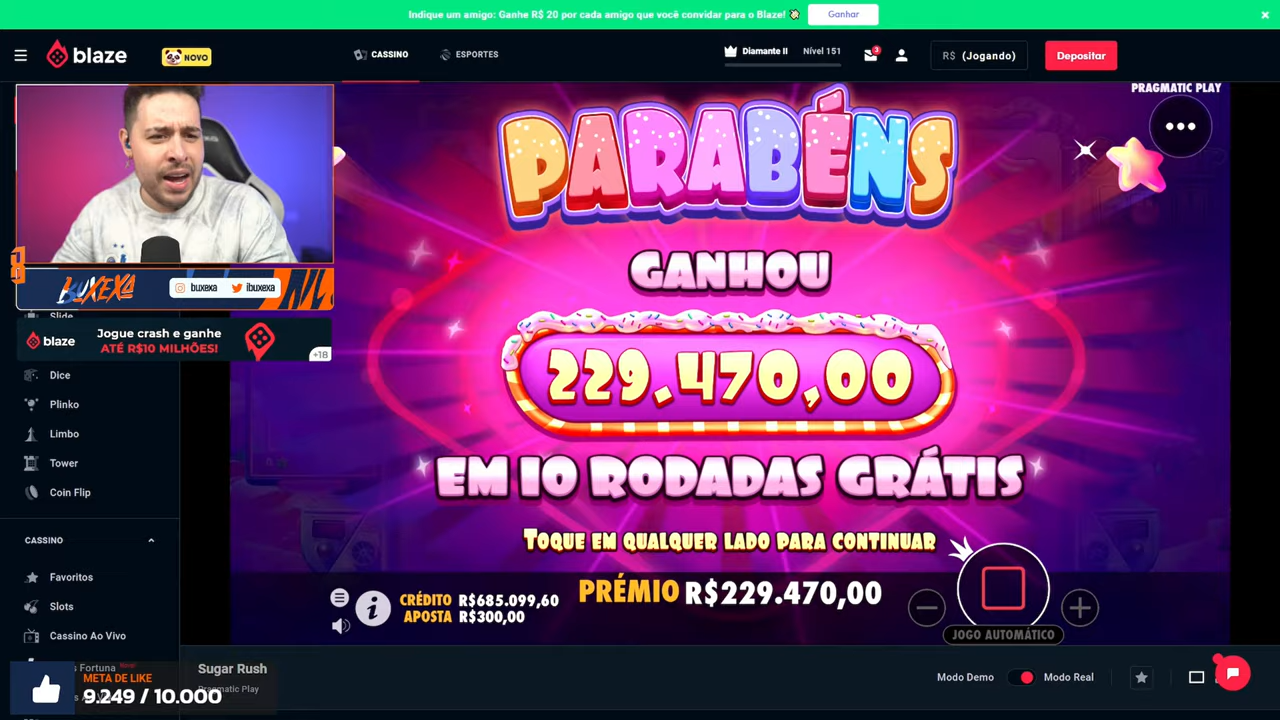 Indique um amigo: Ganhe R$ 20 por cada amigo que você convidar para o Blaze!
Ganhar
blaze
NOVO
CASSINO
ESPORTES
Diamante II
Nível 151
3
R$ (Jogando)
Depositar
PRAGMATIC PLAY
PARABÉNS
GANHOU
229.470,00
EM 10 RODADAS GRÁTIS
TOQUE EM QUALQUER LADO PARA CONTINUAR
CRÉDITO R$685.099,60
APOSTA R$300,00
PRÉMIO R$229.470,00
JOGO AUTOMÁTICO
BUXEXA
buxexa
ibuxexa
Slide
blaze
Jogue crash e ganhe
ATÉ R$10 MILHÕES!
+18
Dice
Plinko
Limbo
Tower
Coin Flip
CASSINO
Favoritos
Slots
Cassino Ao Vivo
Fortuna
META DE LIKE
9.249 / 10.000
Sugar Rush
Pragmatic Play
Modo Demo
Modo Real